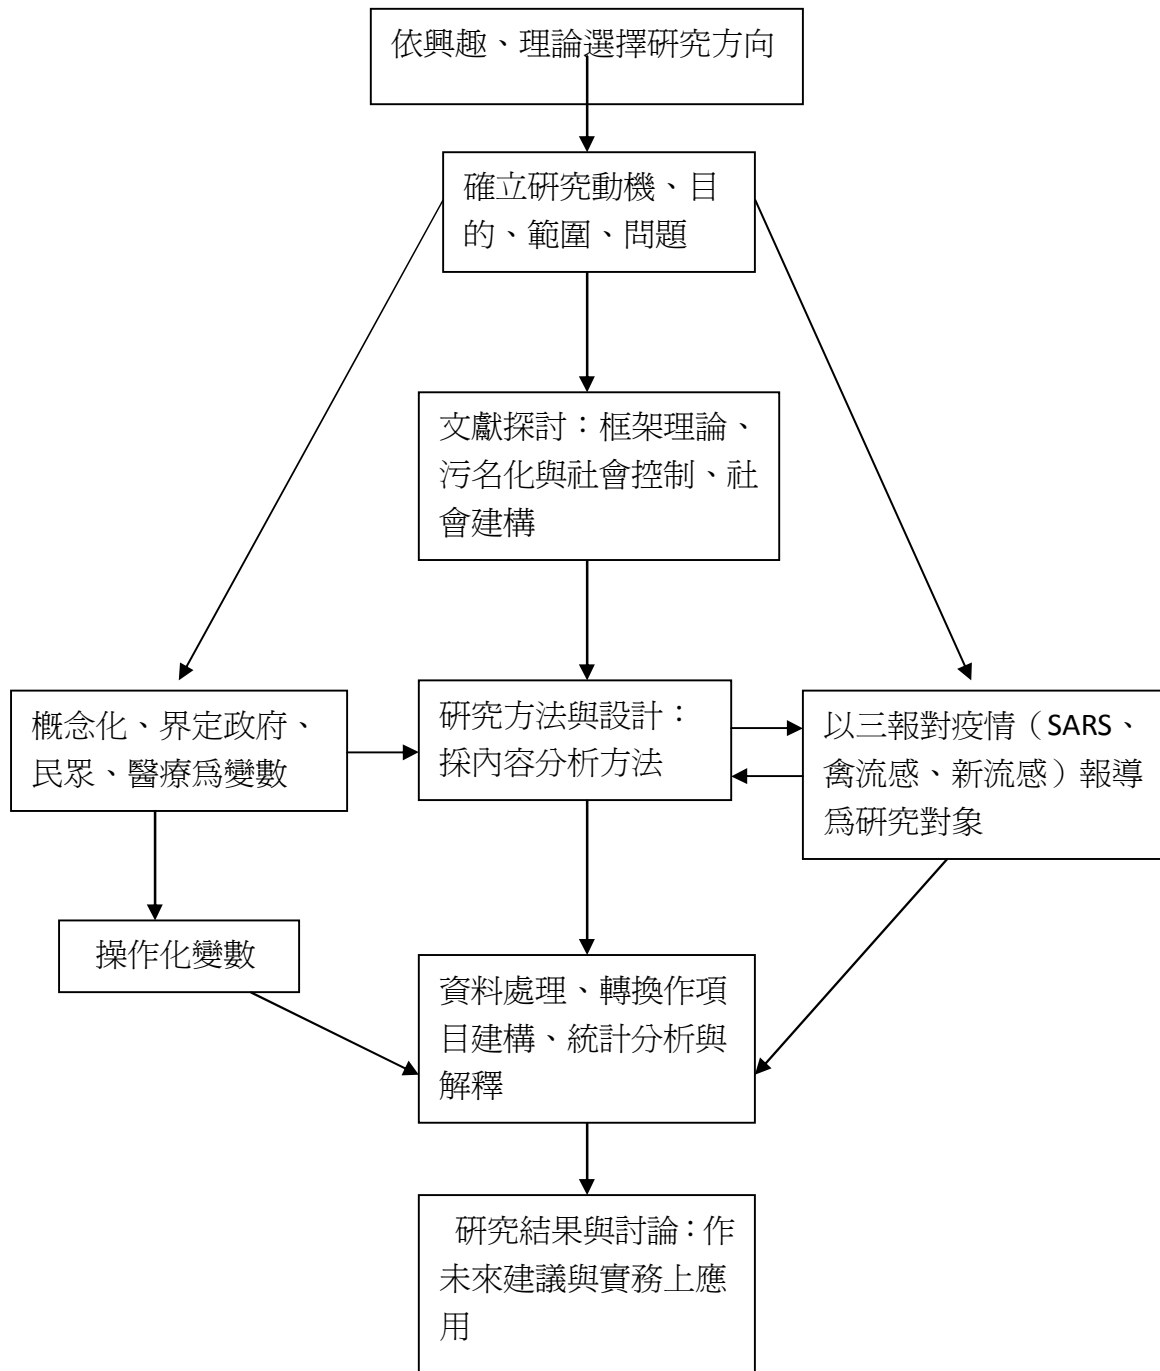 依興趣、理論選擇研究方向
確立研究動機、目
的、範圍、問題
文獻探討：框架理論、
污名化與社會控制、社
會建構
概念化、界定政府、
民眾、醫療為變數
研究方法與設計：
採內容分析方法
以三報對疫情（SARS、
禽流感、新流感）報導
為研究對象
操作化變數
資料處理、轉換作項
目建構、統計分析與
解釋
研究結果與討論：作
未來建議與實務上應
用